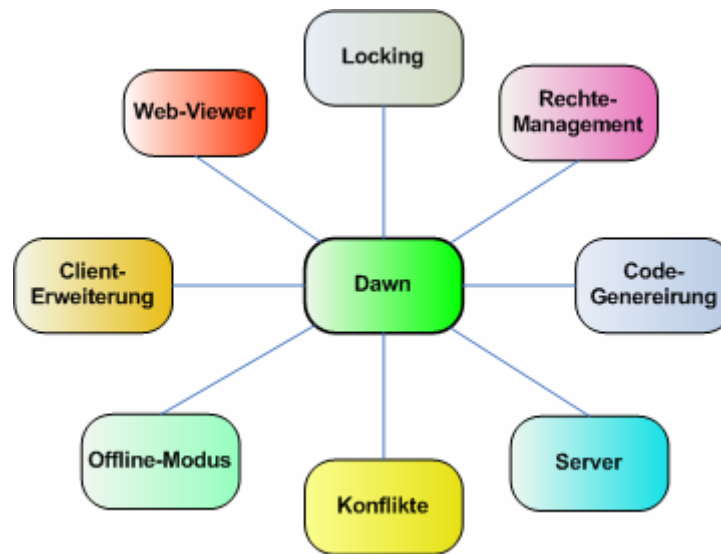 Locking
Web-Viewer
Rechte-
Management
Client-
Erweiterung
Dawn
Code-
Genereirung
Offline-Modus
Konflikte
Server